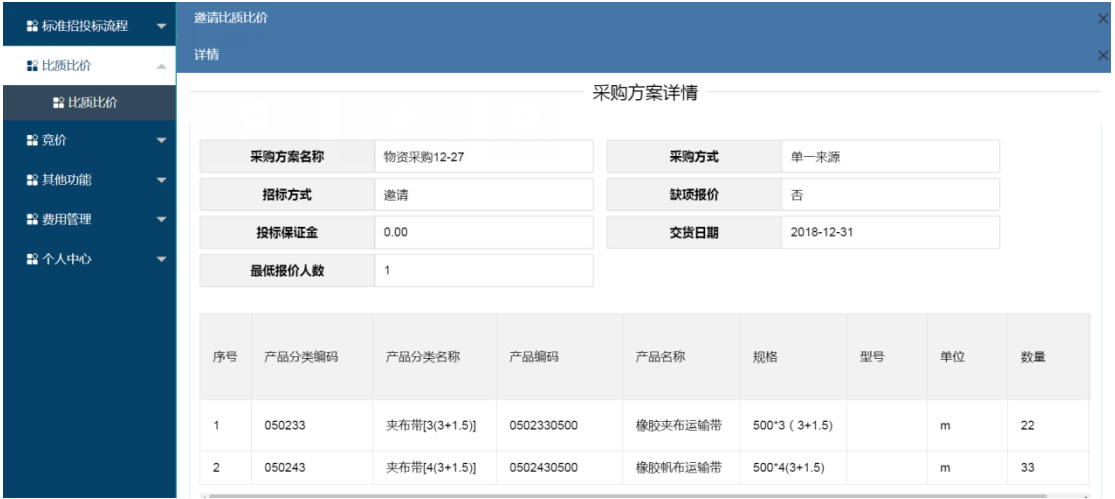 标准招投标流程
比质比价
比质比价
竞价
其他功能
费用管理
个人中心
邀请比质比价
详情
采购方案详情
采购方案名称 物资采购12-27 采购方式 单一来源
招标方式 邀请 缺项报价 否
投标保证金 0.00 交货日期 2018-12-31
最低报价人数 1
序号 产品分类编码 产品分类名称 产品编码 产品名称 规格 型号 单位 数量
1 050233 夹布带[3(3+1.5)] 0502330500 橡胶夹布运输带 500*3（3+1.5) m 22
2 050243 夹布带[4(3+1.5)] 0502430500 橡胶帆布运输带 500*4(3+1.5) m 33